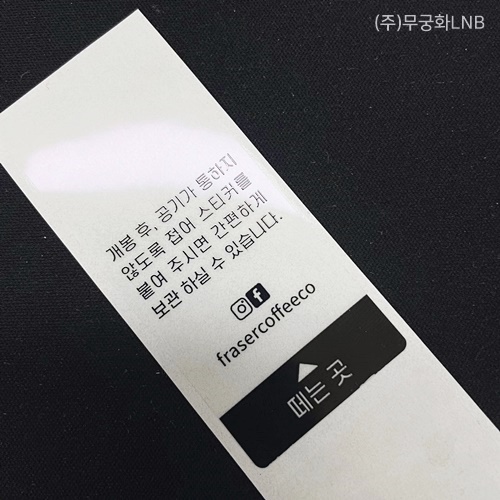 (주)무궁화LNB
개봉 후, 공기가 통하지
않도록 접어 스티커를
붙여 주시면 간편하게
보관 하실 수 있습니다.
frasercoffeeco
떼는 곳